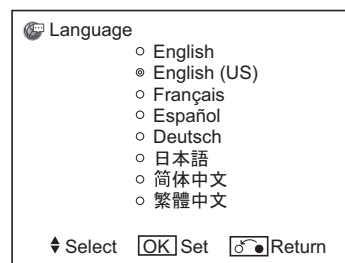 Language
English
English (US)
Français
Español
Deutsch
日本語
简体中文
繁體中文
Select OK Set Return